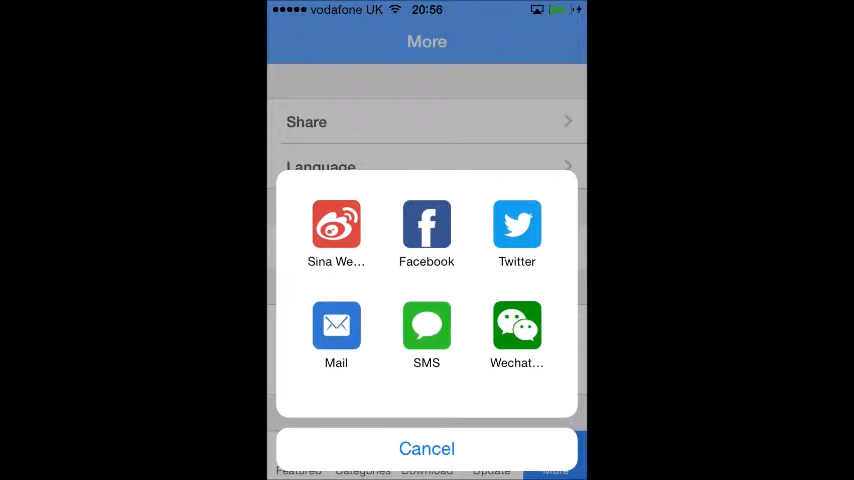 vodafone UK 20:56
More
Share
Language
Sina We... Facebook Twitter
Mail SMS Wechat...
Cancel
Featured Categories Download Update More